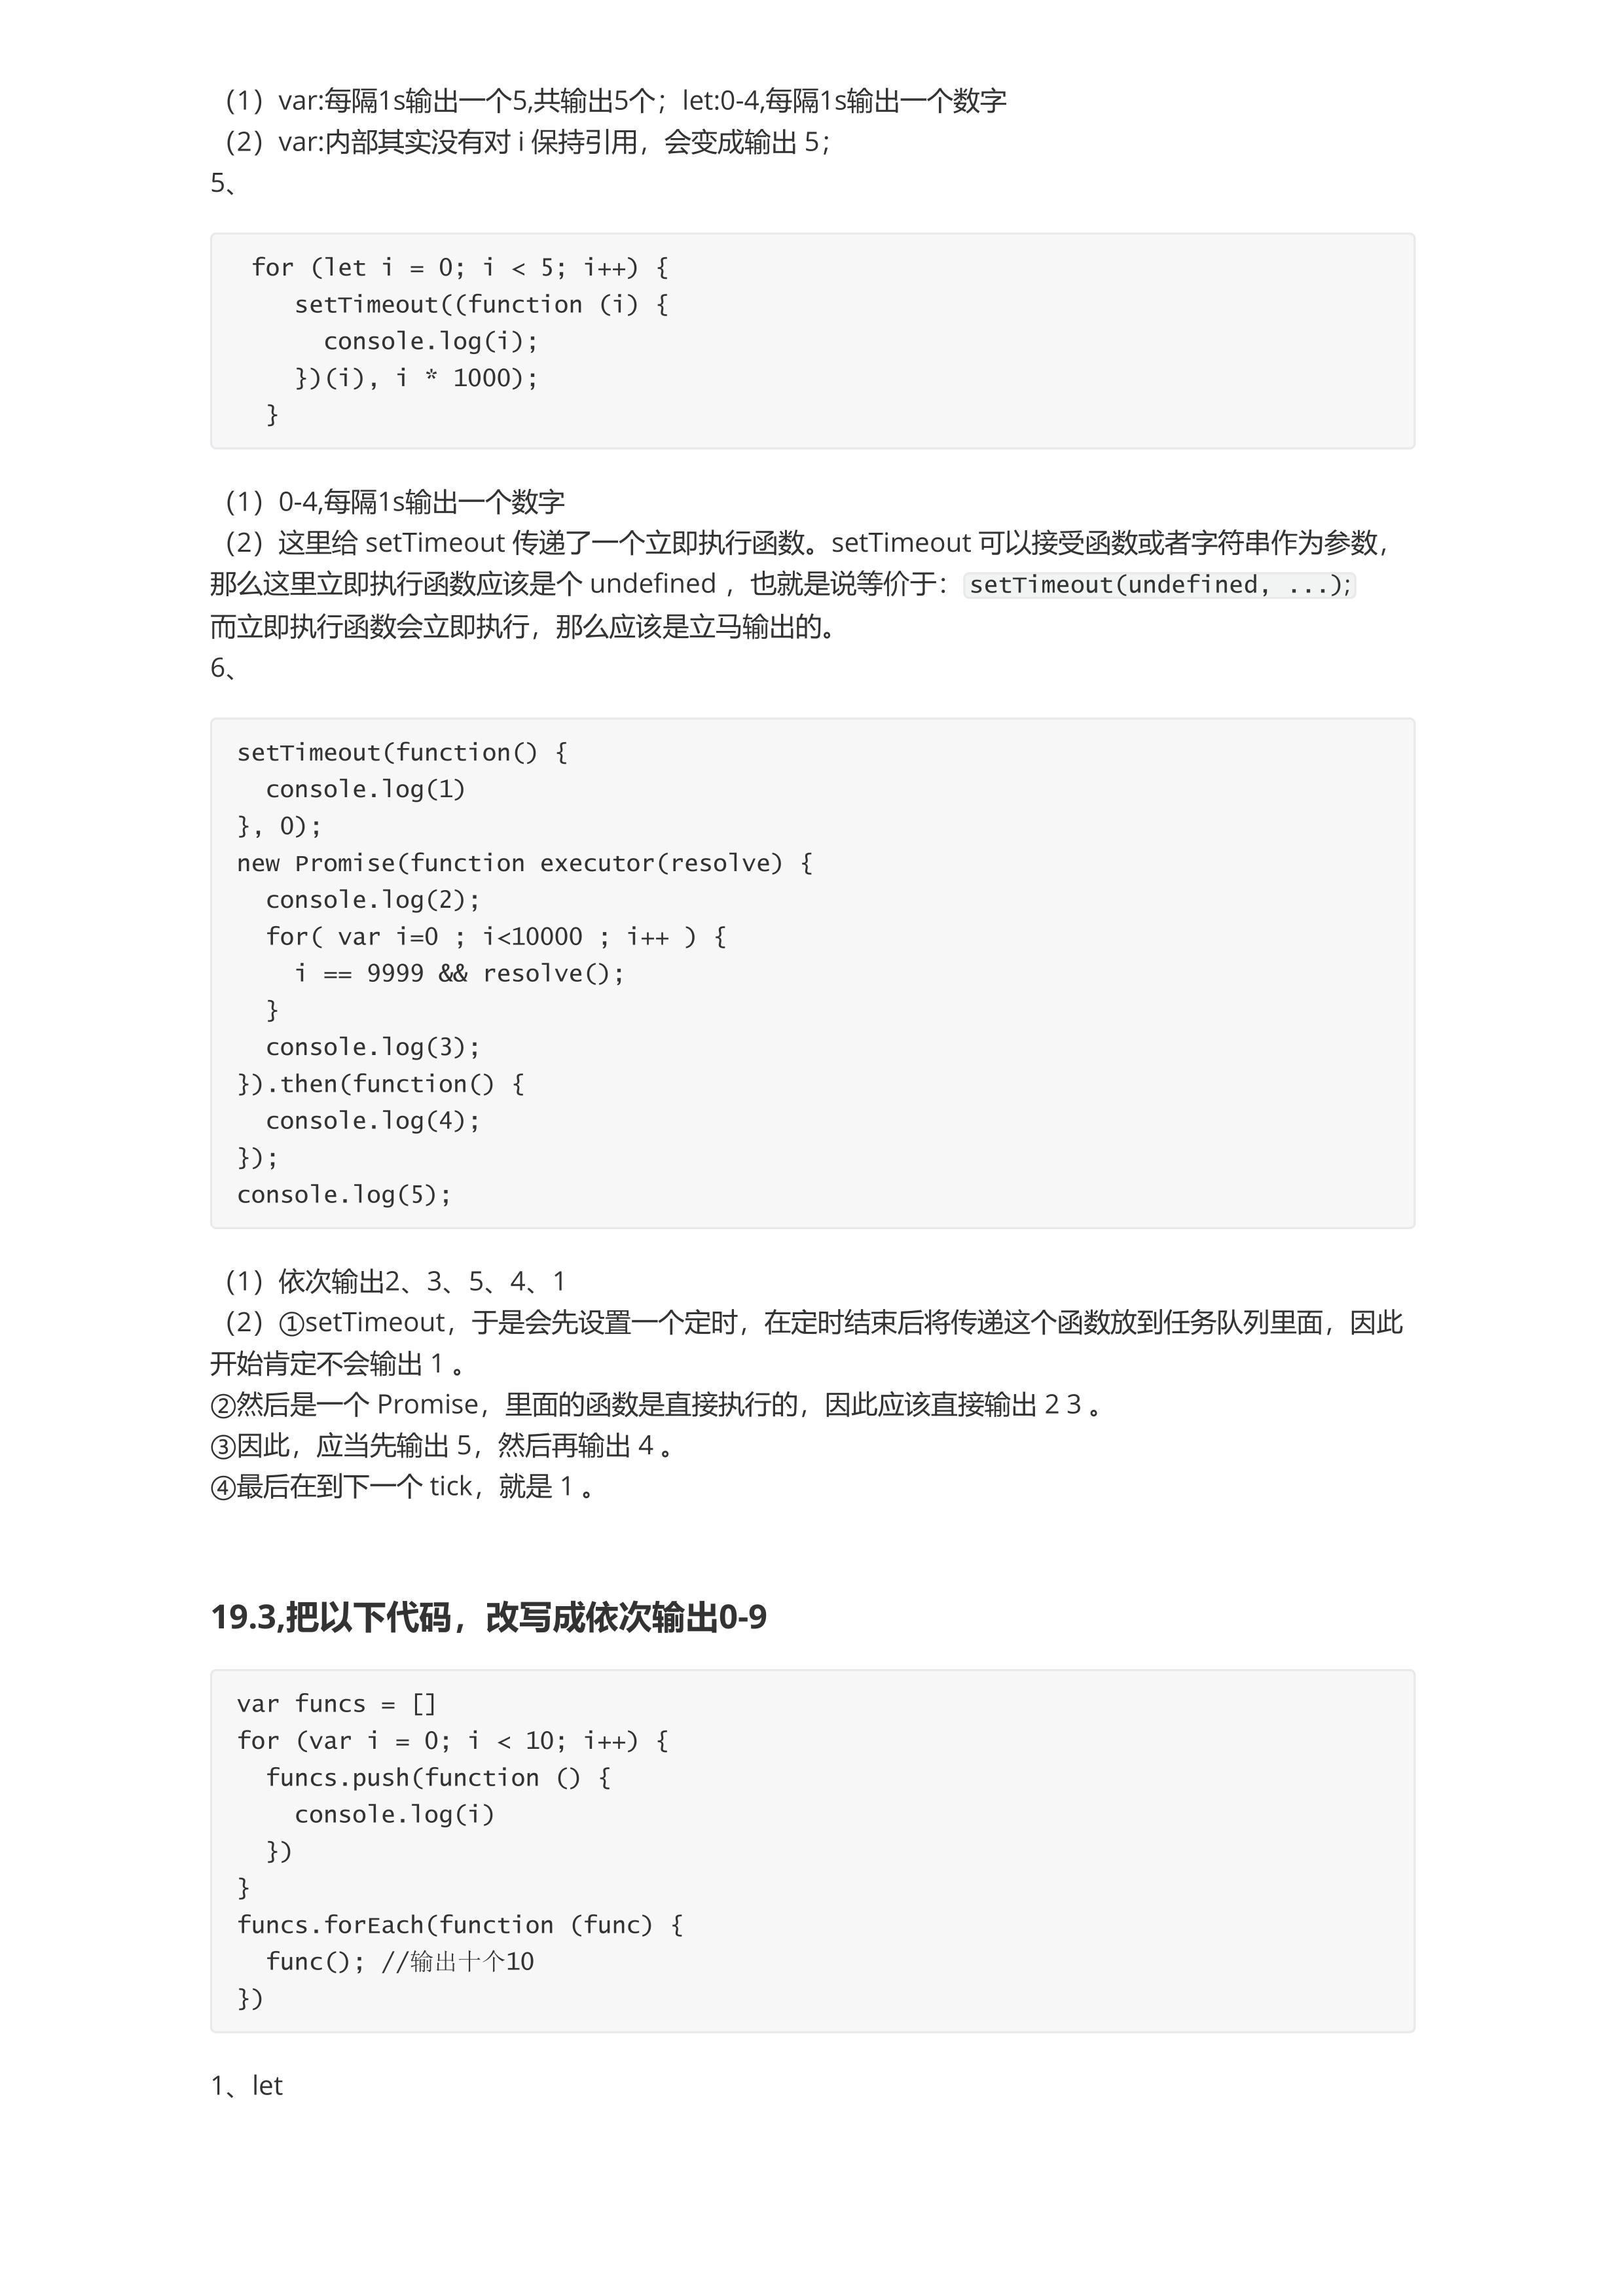 （1）var:每隔1s输出一个5,共输出5个；let:0-4,每隔1s输出一个数字
（2）var:内部其实没有对 i 保持引用，会变成输出 5；
5、
for (let i = 0; i < 5; i++) {
setTimeout((function (i) {
console.log(i);
})(i), i * 1000);
}
（1）0-4,每隔1s输出一个数字
（2）这里给 setTimeout 传递了一个立即执行函数。setTimeout 可以接受函数或者字符串作为参数，
那么这里立即执行函数应该是个 undefined ，也就是说等价于：setTimeout(undefined, ...);
而立即执行函数会立即执行，那么应该是立马输出的。
6、
setTimeout(function() {
console.log(1)
}, 0);
new Promise(function executor(resolve) {
console.log(2);
for( var i=0 ; i<10000 ; i++ ) {
i == 9999 && resolve();
}
console.log(3);
}).then(function() {
console.log(4);
});
console.log(5);
（1）依次输出2、3、5、4、1
（2）①setTimeout，于是会先设置一个定时，在定时结束后将传递这个函数放到任务队列里面，因此
开始肯定不会输出 1 。
②然后是一个 Promise，里面的函数是直接执行的，因此应该直接输出 2 3 。
③因此，应当先输出 5，然后再输出 4 。
④最后在到下一个 tick，就是 1 。
19.3,把以下代码，改写成依次输出0-9
var funcs = []
for (var i = 0; i < 10; i++) {
funcs.push(function () {
console.log(i)
})
}
funcs.forEach(function (func) {
func(); //输出十个10
})
1、let